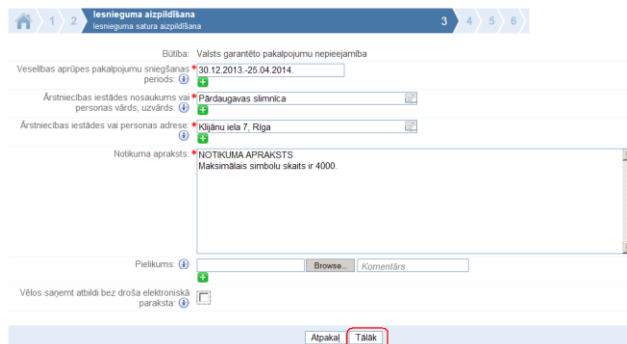 1 2 Iesnieguma aizpildīšana 3 4 5 6
Iesnieguma satura aizpildīšana
Būtība: Valsts garantēto pakalpojumu nepieejamība
Veselības aprūpes pakalpojumu sniegšanas * 30.12.2013.-25.04.2014.
periods:
Ārstniecības iestādes nosaukums vai * Pārdaugavas slimnīca
personas vārds, uzvārds:
Ārstniecības iestādes vai personas adrese: * Klijānu iela 7, Rīga
Notikuma apraksts: * NOTIKUMA APRAKSTS
Maksimālais simbolu skaits ir 4000.
Pielikums: Browse... Komentārs
Vēlos saņemt atbildi bez droša elektroniskā
paraksta:
Atpakaļ Tālāk